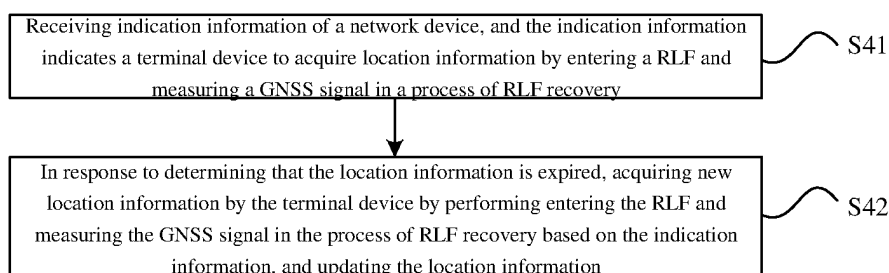 Receiving indication information of a network device, and the indication information
indicates a terminal device to acquire location information by entering a RLF and
measuring a GNSS signal in a process of RLF recovery
S41
In response to determining that the location information is expired, acquiring new
location information by the terminal device by performing entering the RLF and
measuring the GNSS signal in the process of RLF recovery based on the indication
information, and updating the location information
S42